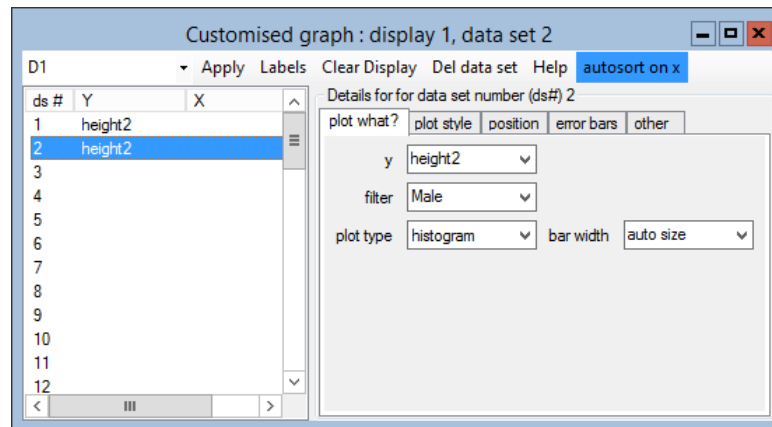 Customised graph : display 1, data set 2
D1 Apply Labels Clear Display Del data set Help autosort on x
ds # Y X
1 height2
2 height2
3
4
5
6
7
8
9
10
11
12
Details for for data set number (ds#) 2
plot what? plot style position error bars other
y height2
filter Male
plot type histogram bar width auto size